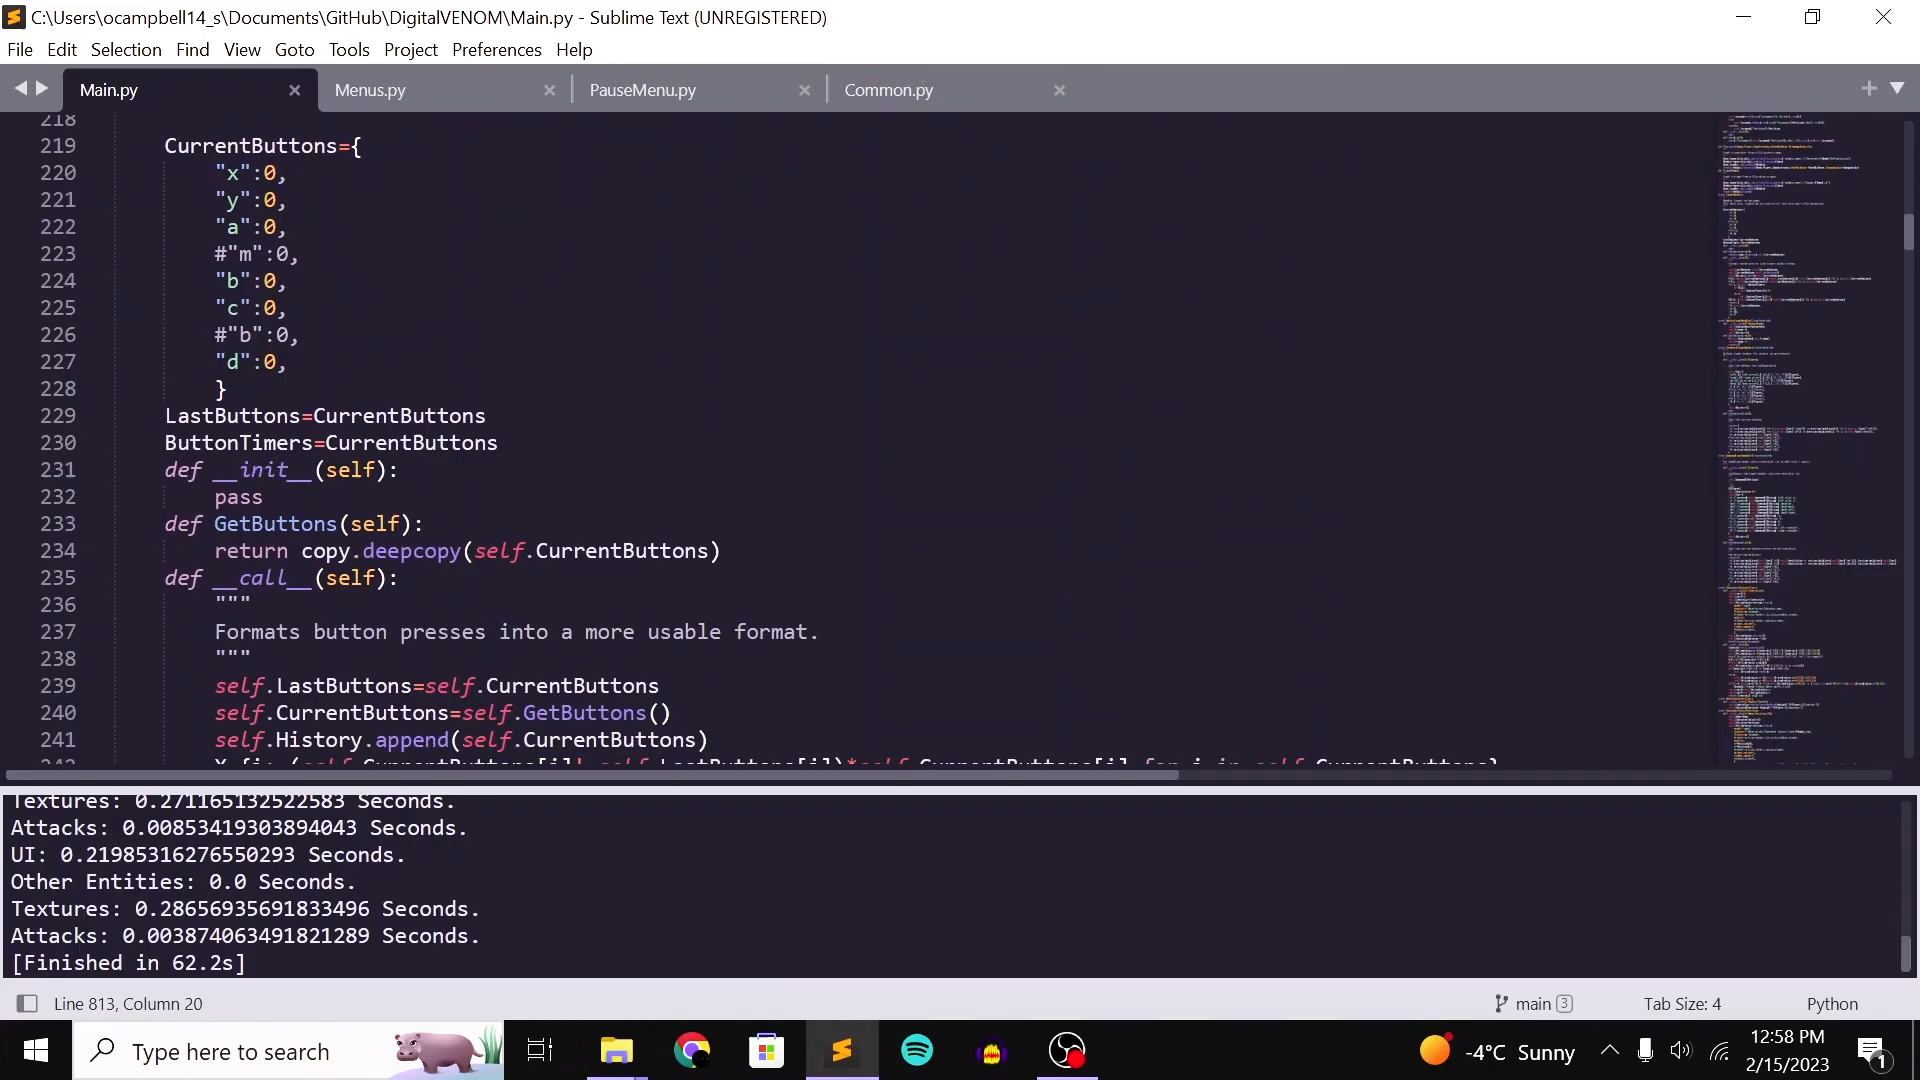 C:\Users\ocampbell14_s\Documents\GitHub\DigitalVENOM\Main.py - Sublime Text (UNREGISTERED)
File Edit Selection Find View Goto Tools Project Preferences Help
Main.py Menus.py PauseMenu.py Common.py
218
219 CurrentButtons={
220 "x":0,
221 "y":0,
222 "a":0,
223 #"m":0,
224 "b":0,
225 "c":0,
226 #"b":0,
227 "d":0,
228 }
229 LastButtons=CurrentButtons
230 ButtonTimers=CurrentButtons
231 def __init__(self):
232 pass
233 def GetButtons(self):
234 return copy.deepcopy(self.CurrentButtons)
235 def __call__(self):
236 """
237 Formats button presses into a more usable format.
238 """
239 self.LastButtons=self.CurrentButtons
240 self.CurrentButtons=self.GetButtons()
241 self.History.append(self.CurrentButtons)
Textures: 0.271165132522583 Seconds.
Attacks: 0.00853419303894043 Seconds.
UI: 0.21985316276550293 Seconds.
Other Entities: 0.0 Seconds.
Textures: 0.28656935691833496 Seconds.
Attacks: 0.003874063491821289 Seconds.
[Finished in 62.2s]
Line 813, Column 20 main 3 Tab Size: 4 Python
Type here to search -4°C Sunny 12:58 PM
2/15/2023 1